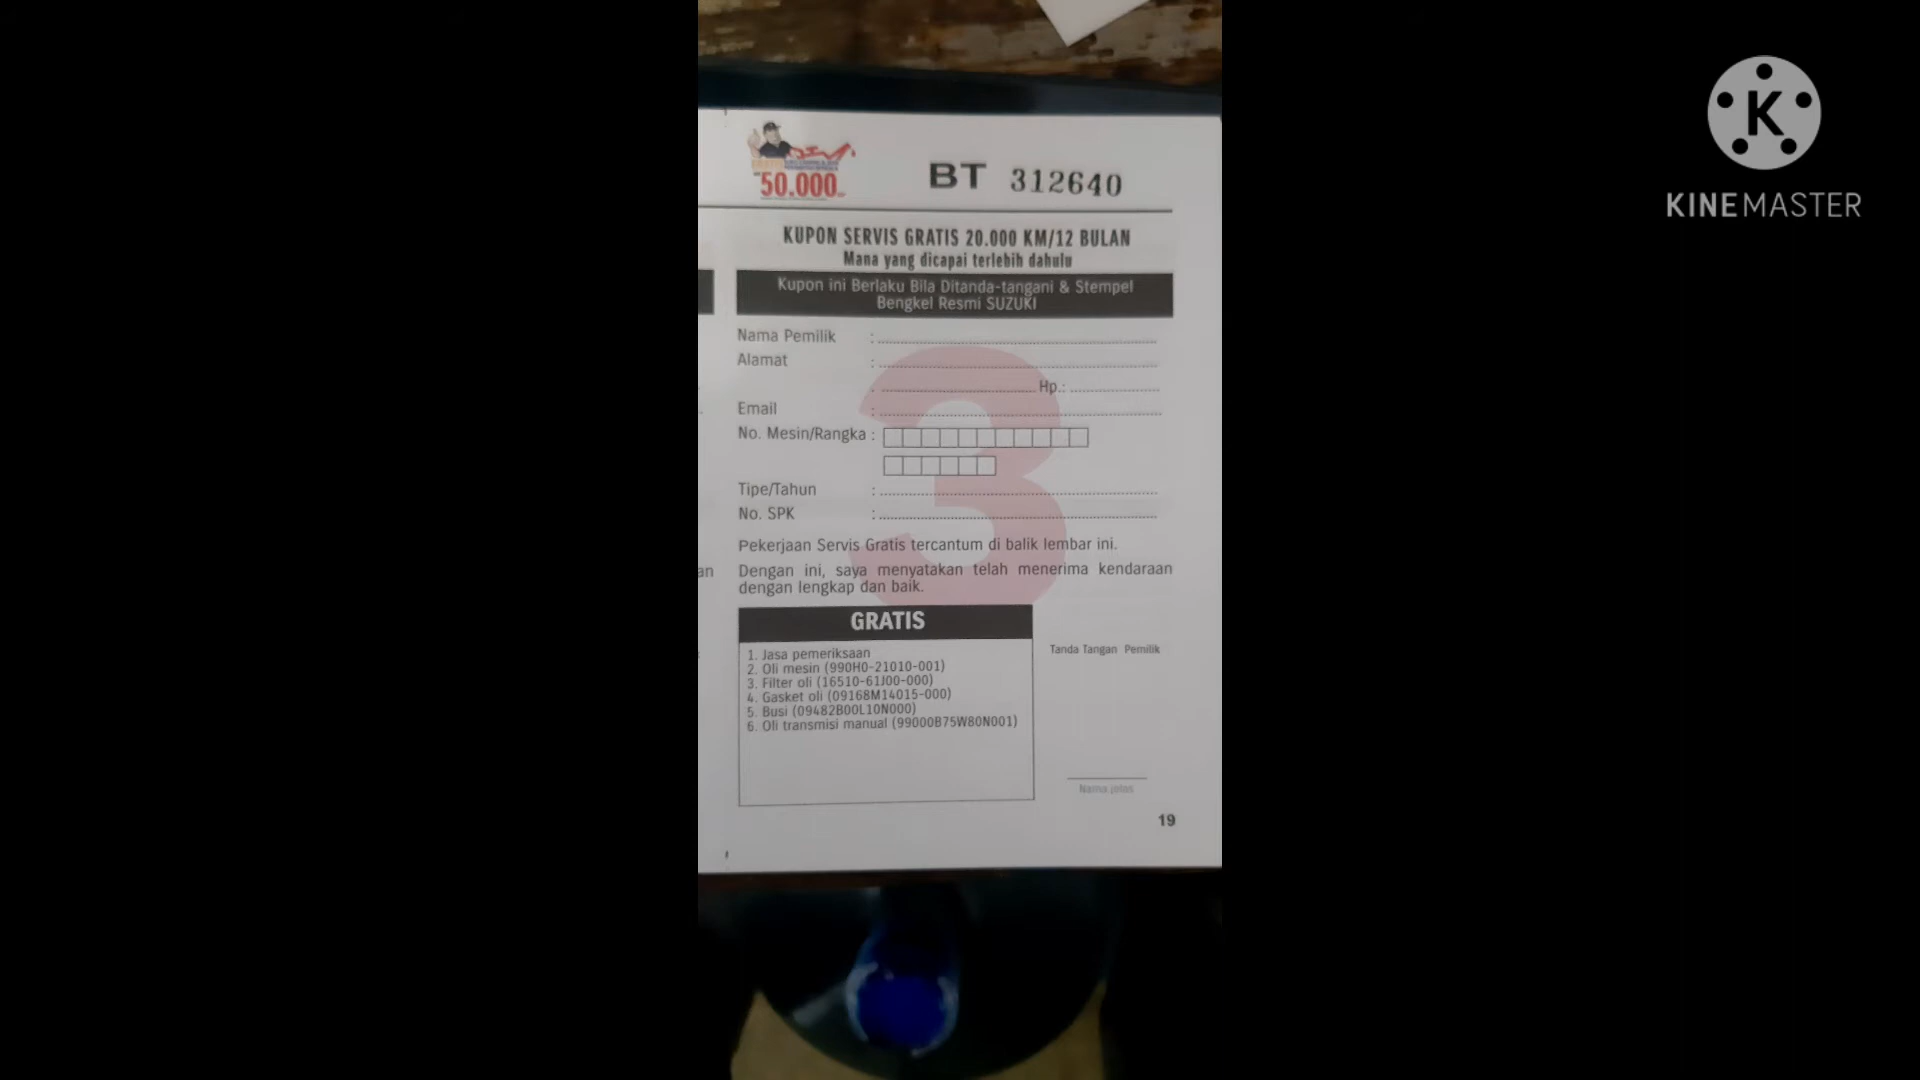 50.000
BT 312640
KUPON SERVIS GRATIS 20.000 KM/12 BULAN
Mana yang dicapai terlebih dahulu
Kupon ini Berlaku Bila Ditanda-tangani & Stempel
Bengkel Resmi SUZUKI
Nama Pemilik :
Alamat :
Hp.:
Email :
No. Mesin/Rangka :
Tipe/Tahun :
No. SPK :
Pekerjaan Servis Gratis tercantum di balik lembar ini.
an
Dengan ini, saya menyatakan telah menerima kendaraan
dengan lengkap dan baik.
GRATIS
1. Jasa pemeriksaan
2. Oli mesin (990H0-21010-001)
3. Filter oli (16510-61J00-000)
4. Gasket oli (09168M14015-000)
5. Busi (09482B00L10N000)
6. Oli transmisi manual (99000B75W80N001)
Tanda Tangan Pemilik
Nama jelas
19
K
KINEMASTER